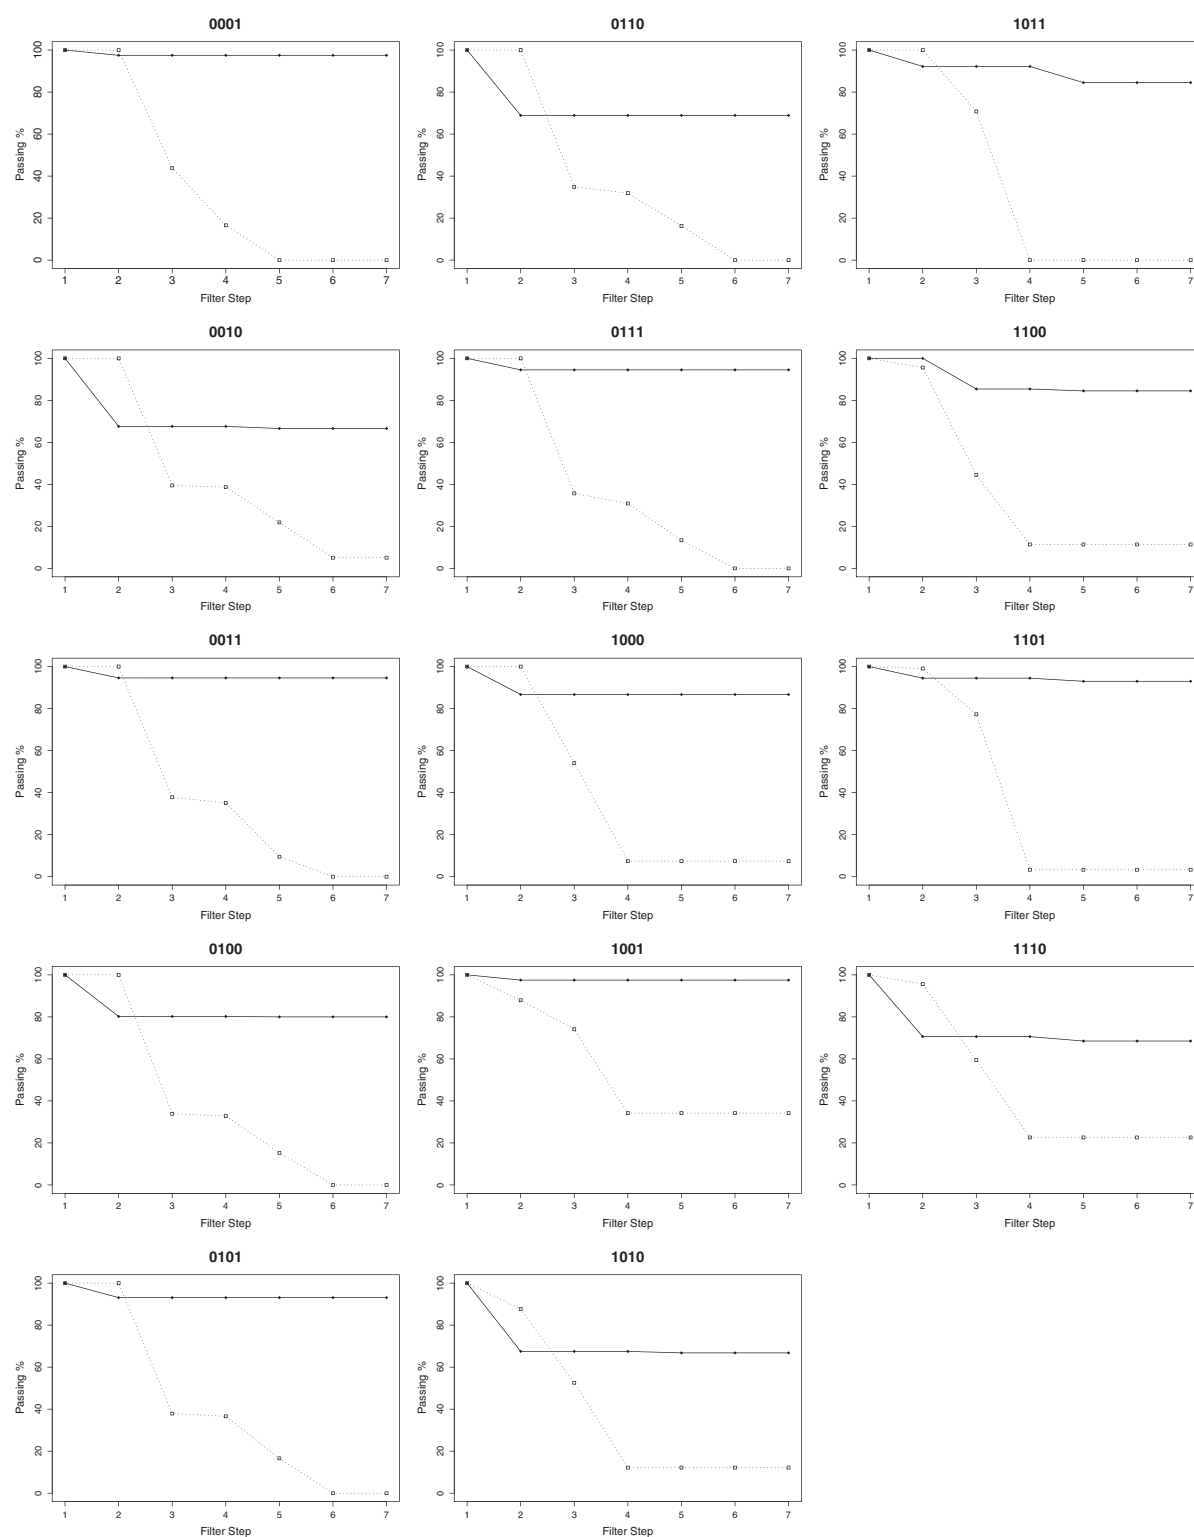 0001
0110
1011
Passing %
0 20 40 60 80 100
1 2 3 4 5 6 7
Filter Step
Passing %
0 20 40 60 80 100
1 2 3 4 5 6 7
Filter Step
Passing %
0 20 40 60 80 100
1 2 3 4 5 6 7
Filter Step
0010
0111
1100
Passing %
0 20 40 60 80 100
1 2 3 4 5 6 7
Filter Step
Passing %
0 20 40 60 80 100
1 2 3 4 5 6 7
Filter Step
Passing %
0 20 40 60 80 100
1 2 3 4 5 6 7
Filter Step
0011
1000
1101
Passing %
0 20 40 60 80 100
1 2 3 4 5 6 7
Filter Step
Passing %
0 20 40 60 80 100
1 2 3 4 5 6 7
Filter Step
Passing %
0 20 40 60 80 100
1 2 3 4 5 6 7
Filter Step
0100
1001
1110
Passing %
0 20 40 60 80 100
1 2 3 4 5 6 7
Filter Step
Passing %
0 20 40 60 80 100
1 2 3 4 5 6 7
Filter Step
Passing %
0 20 40 60 80 100
1 2 3 4 5 6 7
Filter Step
0101
1010
Passing %
0 20 40 60 80 100
1 2 3 4 5 6 7
Filter Step
Passing %
0 20 40 60 80 100
1 2 3 4 5 6 7
Filter Step